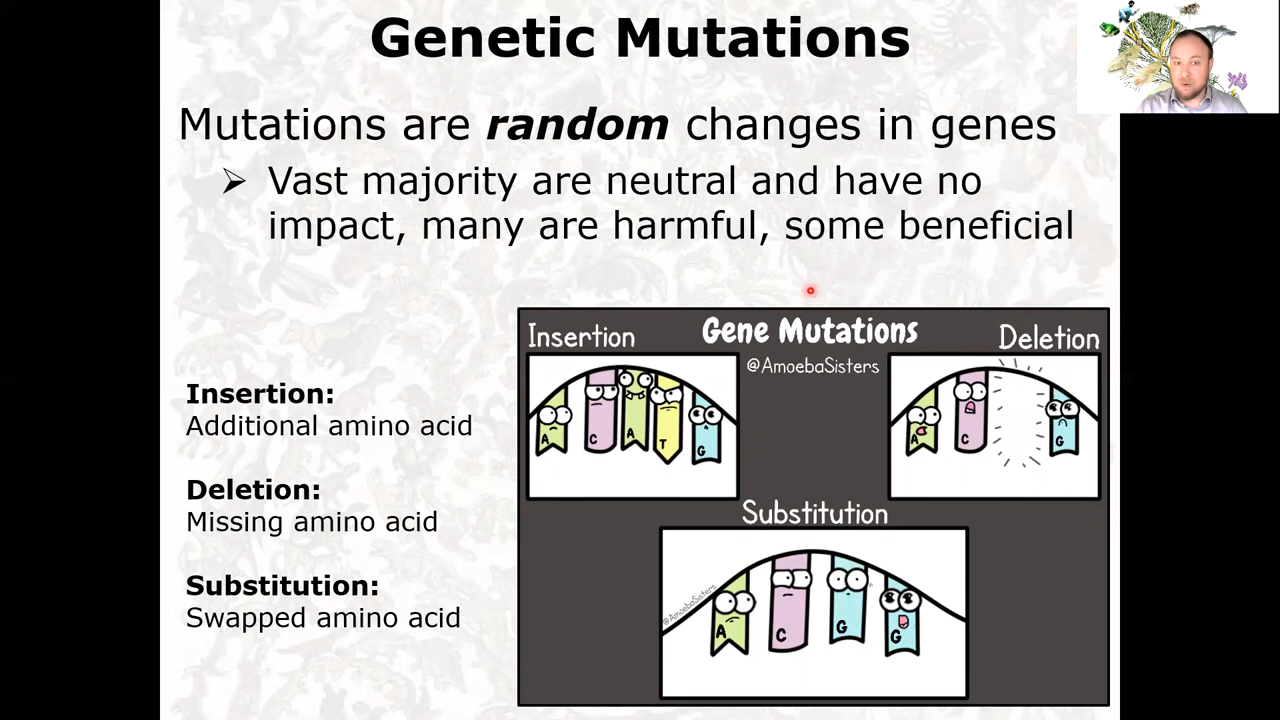 Genetic Mutations
Mutations are random changes in genes
➢ Vast majority are neutral and have no
impact, many are harmful, some beneficial
Insertion:
Additional amino acid
Deletion:
Missing amino acid
Substitution:
Swapped amino acid
Gene Mutations
@AmoebaSisters
Insertion
A C A T G
Deletion
A C G
Substitution
@AmoebaSisters
A C G G